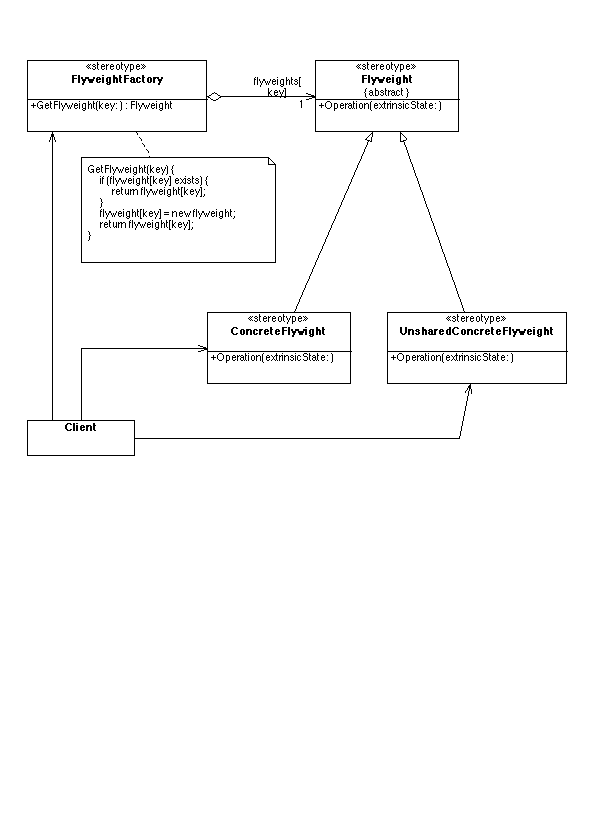 «stereotype»
FlyweightFactory
+GetFlyweight(key: ) : Flyweight
flyweights[
key]
1
«stereotype»
Flyweight
{abstract}
+Operation(extrinsicState: )
GetFlyweight(key) {
if (flyweight[key] exists) {
return flyweight[key];
}
flyweight[key] = new flyweight;
return flyweight[key];
}
«stereotype»
ConcreteFlywight
+Operation(extrinsicState: )
«stereotype»
UnsharedConcreteFlyweight
+Operation(extrinsicState: )
Client